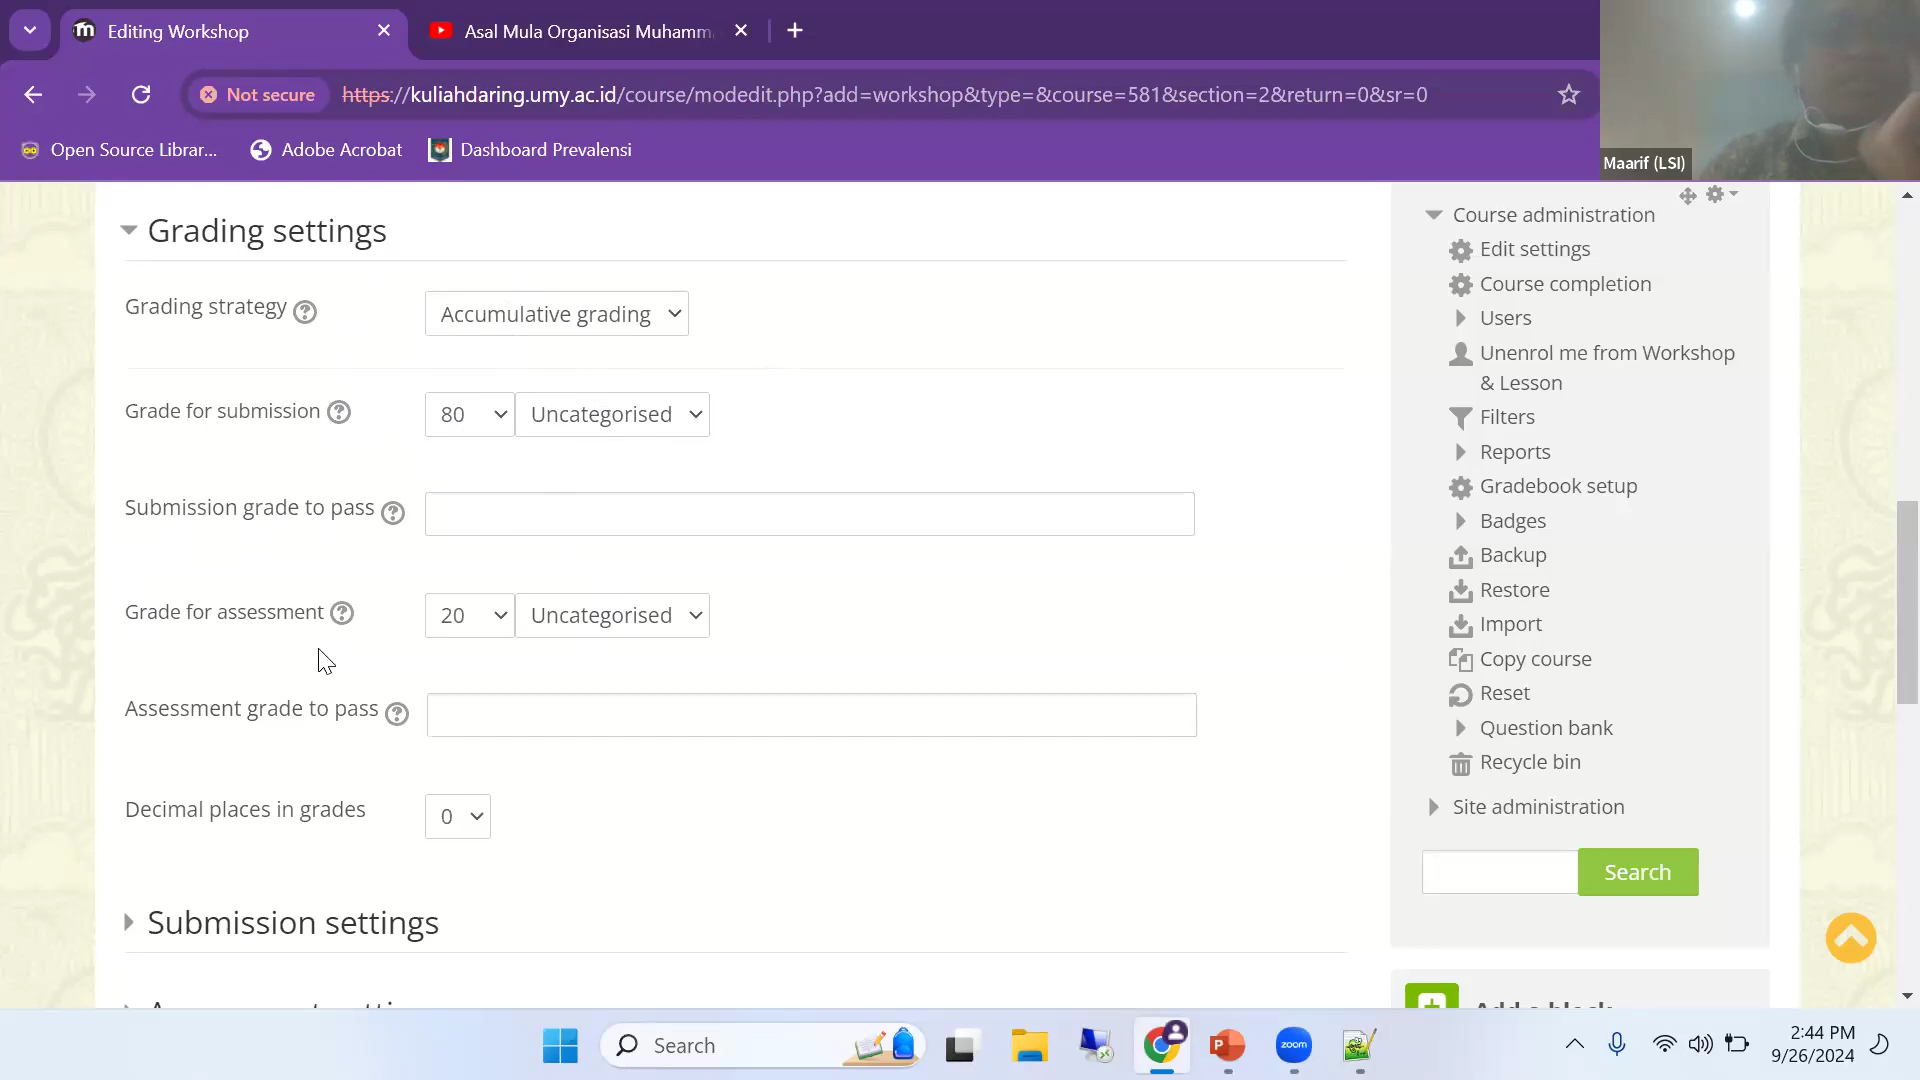 Editing Workshop
Asal Mula Organisasi Muhamm
Not secure
https://kuliahdaring.umy.ac.id/course/modedit.php?add=workshop&type=&course=581&section=2&return=0&sr=0
Open Source Librar...
Adobe Acrobat
Dashboard Prevalensi
Maarif (LSI)
Grading settings
Grading strategy
Accumulative grading
Grade for submission
80
Uncategorised
Submission grade to pass
Grade for assessment
20
Uncategorised
Assessment grade to pass
Decimal places in grades
0
Submission settings
Course administration
Edit settings
Course completion
Users
Unenrol me from Workshop
& Lesson
Filters
Reports
Gradebook setup
Badges
Backup
Restore
Import
Copy course
Reset
Question bank
Recycle bin
Site administration
Search
Add a block
Search
zoom
2:44 PM
9/26/2024